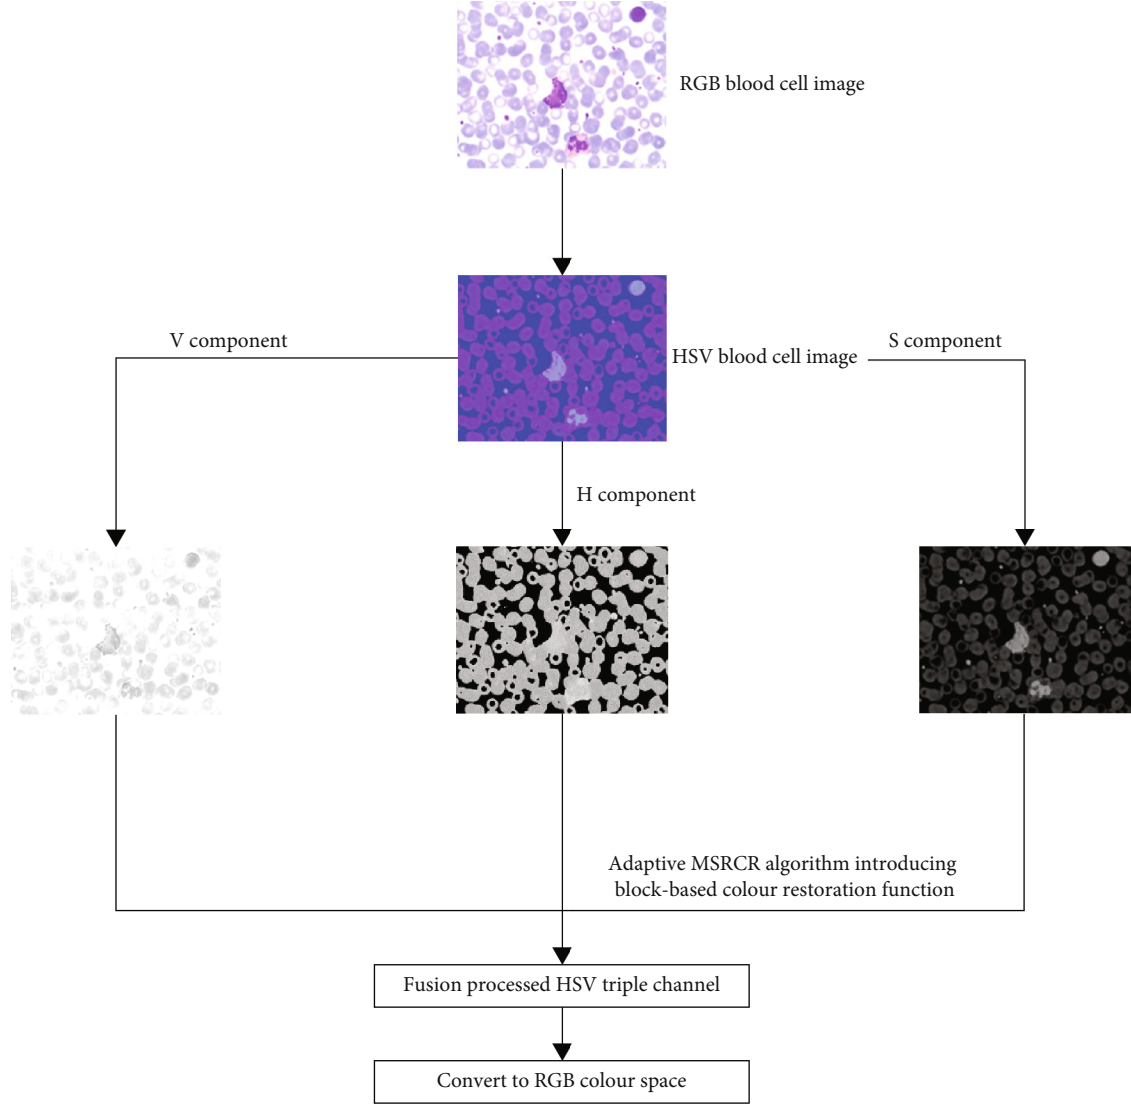 RGB blood cell image
V component
HSV blood cell image
S component
H component
Adaptive MSRCR algorithm introducing
block-based colour restoration function
Fusion processed HSV triple channel
Convert to RGB colour space